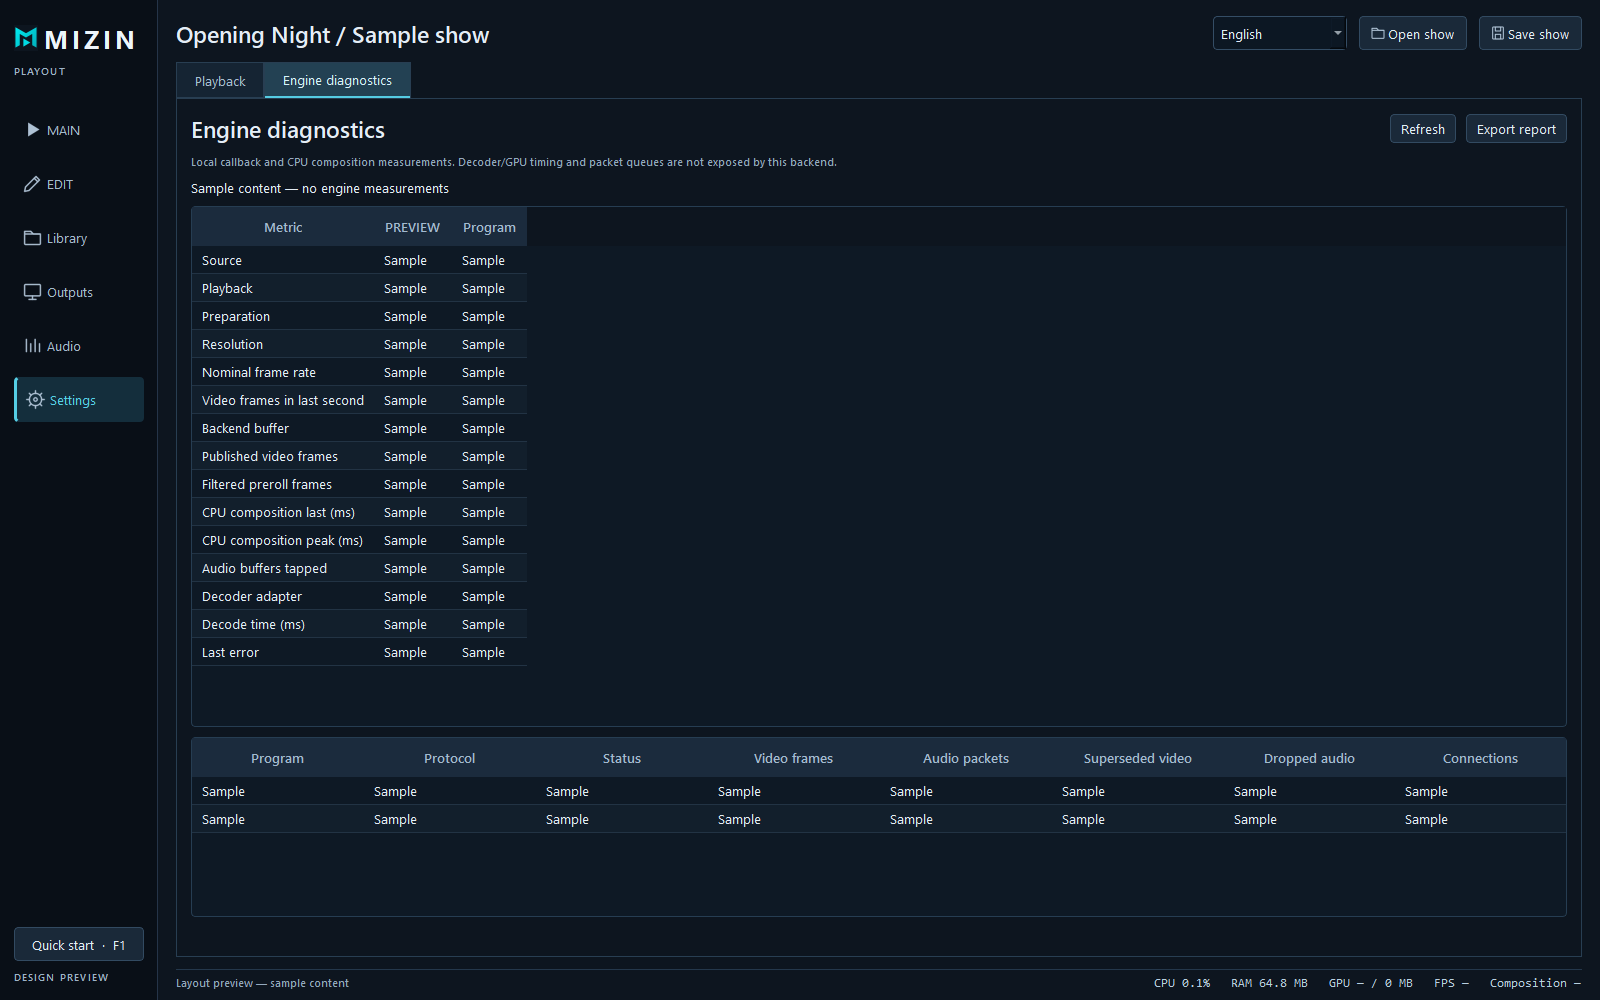 MIZIN
PLAYOUT
MAIN
EDIT
Library
Outputs
Audio
Settings
Quick start · F1
DESIGN PREVIEW
Opening Night / Sample show
English
Open show
Save show
Playback
Engine diagnostics
Engine diagnostics
Refresh
Export report
Local callback and CPU composition measurements. Decoder/GPU timing and packet queues are not exposed by this backend.
Sample content — no engine measurements
Metric PREVIEW Program
Source Sample Sample
Playback Sample Sample
Preparation Sample Sample
Resolution Sample Sample
Nominal frame rate Sample Sample
Video frames in last second Sample Sample
Backend buffer Sample Sample
Published video frames Sample Sample
Filtered preroll frames Sample Sample
CPU composition last (ms) Sample Sample
CPU composition peak (ms) Sample Sample
Audio buffers tapped Sample Sample
Decoder adapter Sample Sample
Decode time (ms) Sample Sample
Last error Sample Sample
Program Protocol Status Video frames Audio packets Superseded video Dropped audio Connections
Sample Sample Sample Sample Sample Sample Sample Sample
Sample Sample Sample Sample Sample Sample Sample Sample
Layout preview — sample content
CPU 0.1% RAM 64.8 MB GPU — / 0 MB FPS — Composition —